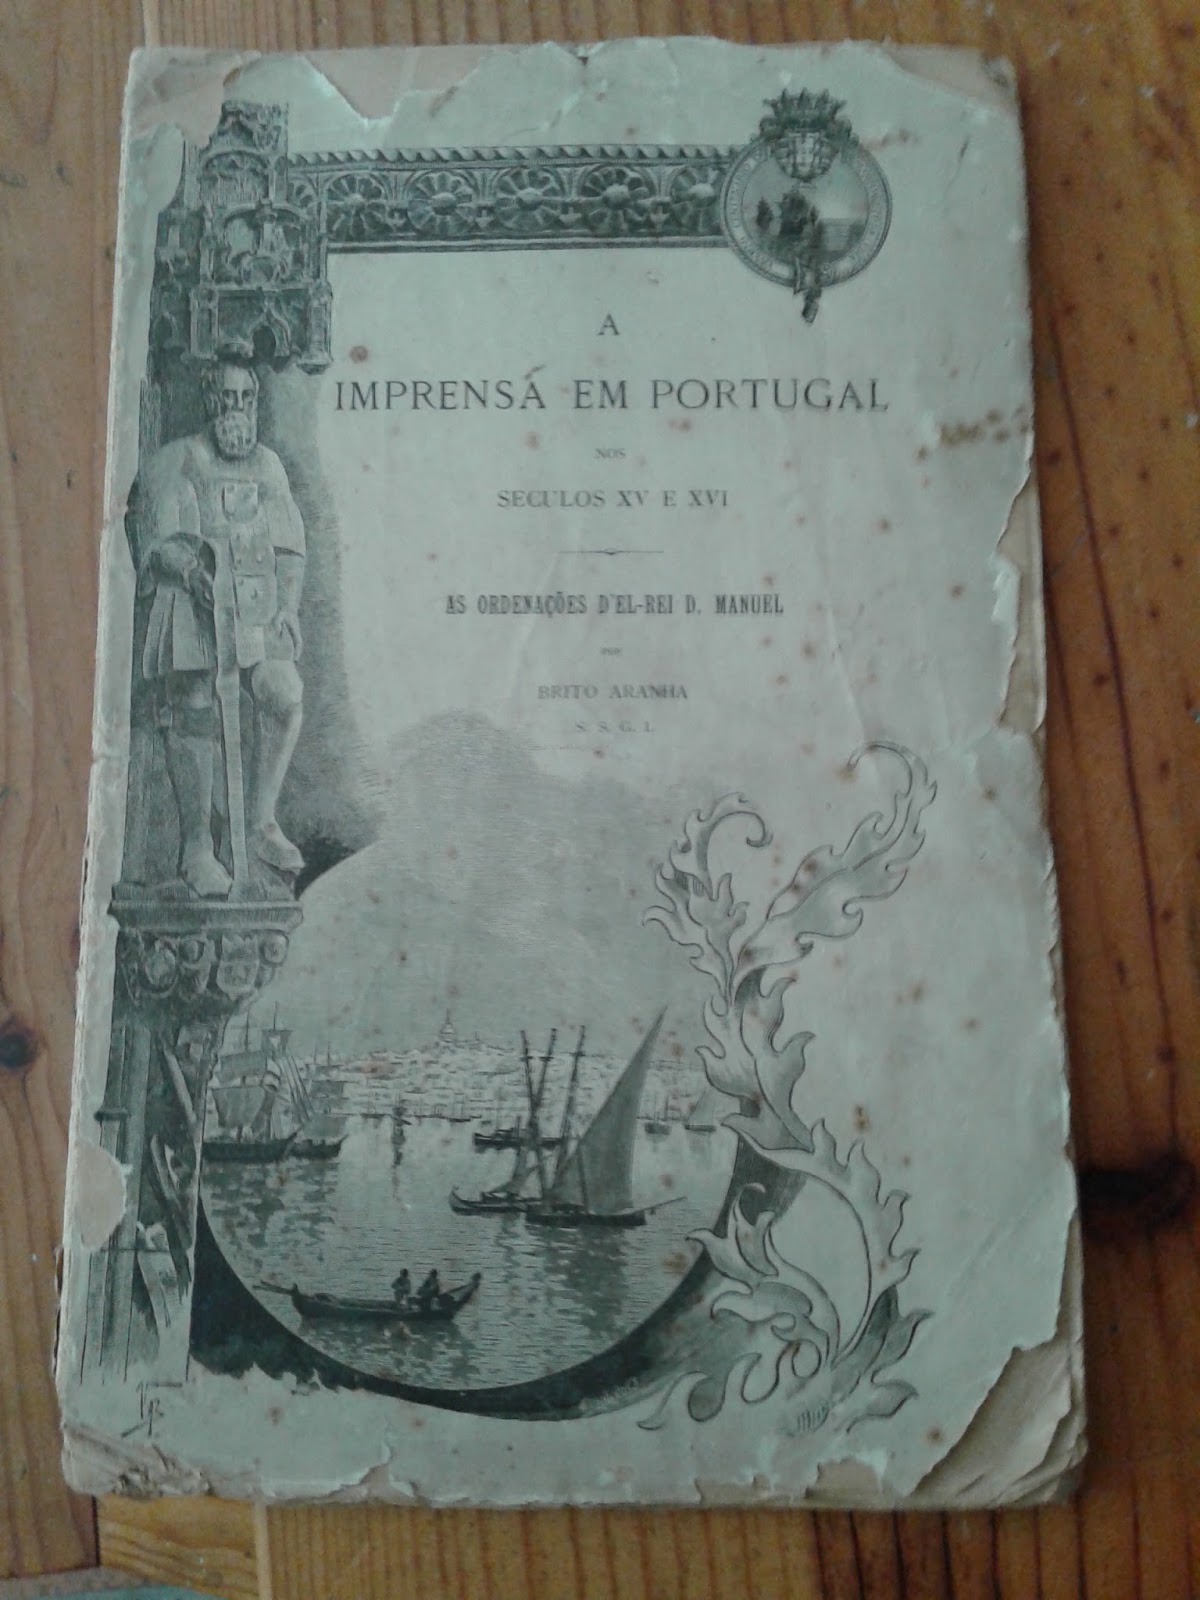 A
IMPRENSA EM PORTUGAL
NOS
SECULOS XV E XVI
AS ORDENAÇÕES D'EL-REI D. MANUEL
POR
BRITO ARANHA
S. S. G. L.